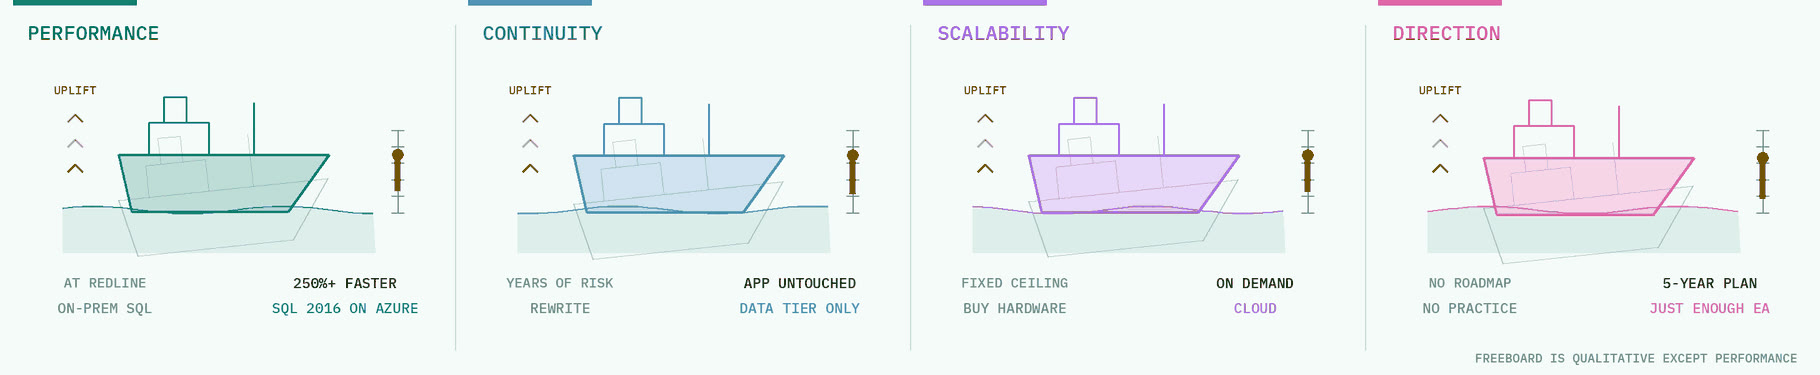 PERFORMANCE
UPLIFT
AT REDLINE
250%+ FASTER
ON-PREM SQL
SQL 2016 ON AZURE
CONTINUITY
UPLIFT
YEARS OF RISK
APP UNTOUCHED
REWRITE
DATA TIER ONLY
SCALABILITY
UPLIFT
FIXED CEILING
ON DEMAND
BUY HARDWARE
CLOUD
DIRECTION
UPLIFT
NO ROADMAP
5-YEAR PLAN
NO PRACTICE
JUST ENOUGH EA
FREEBOARD IS QUALITATIVE EXCEPT PERFORMANCE